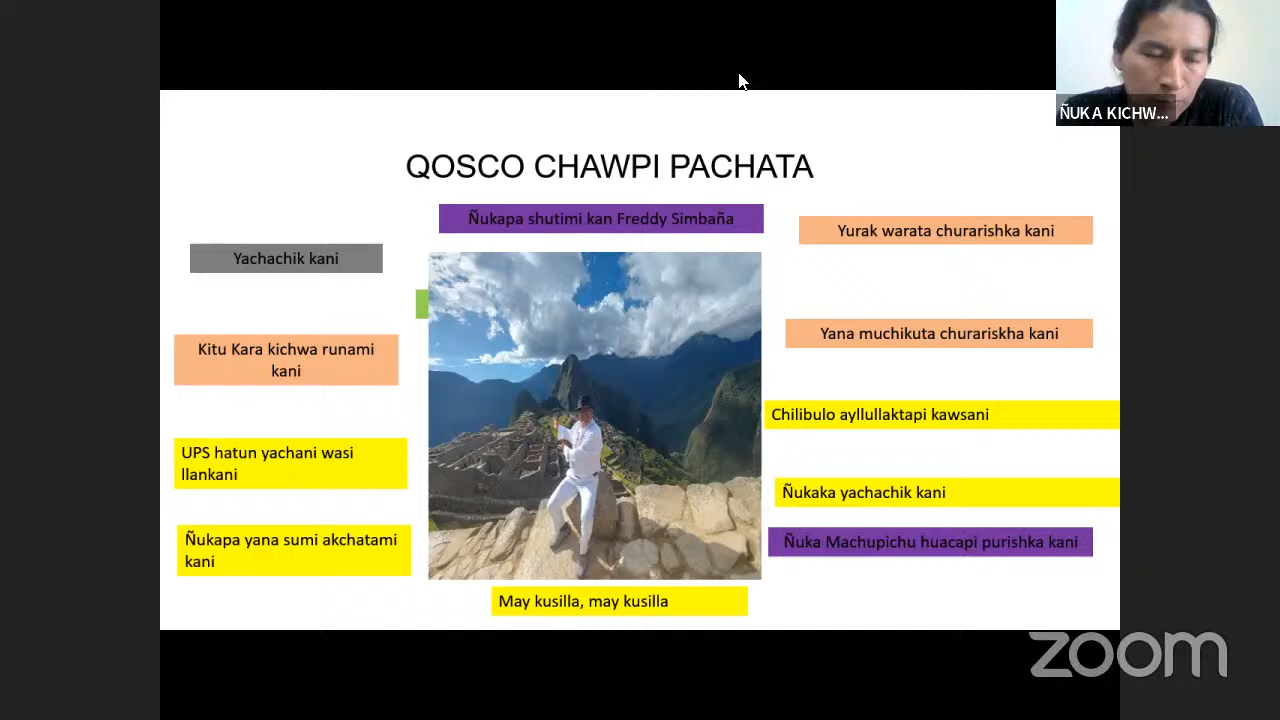 ÑUKA KICHW...
QOSCO CHAWPI PACHATA
Ñukapa shutimi kan Freddy Simbaña
Yurak warata churarishka kani
Yachachik kani
Yana muchikuta churariskha kani
Kitu Kara kichwa runami
kani
Chilibulo ayllullaktapi kawsani
UPS hatun yachani wasi
llankani
Ñukaka yachachik kani
Ñukapa yana sumi akchatami
kani
Ñuka Machupichu huacapi purishka kani
May kusilla, may kusilla
zoom